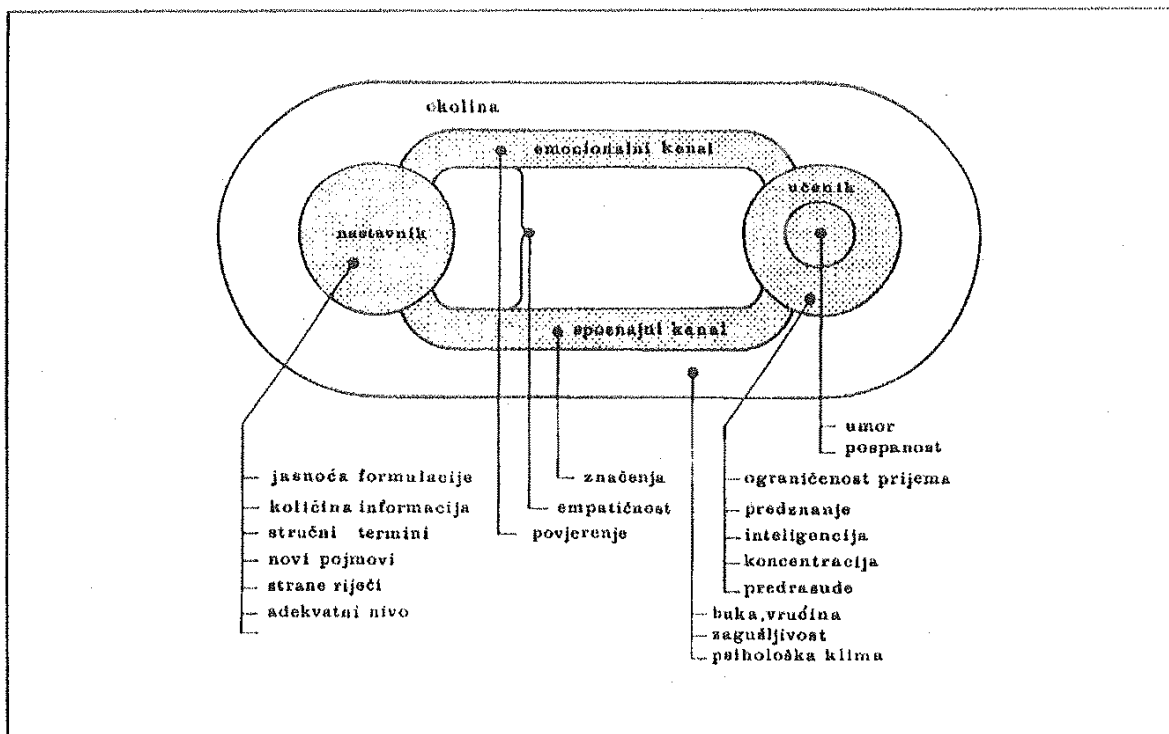 okolina
emocionalni kanal
učenik
nastavnik
spoznajni kanal
umor
pospanost
jasnoća formulacije
količina informacija
stručni termini
novi pojmovi
strane riječi
adekvatni nivo
značenja
empatičnost
povjerenje
ograničenost prijema
predznanje
inteligencija
koncentracija
predrasude
buka, vrućina
zagušljivost
psihološka klima